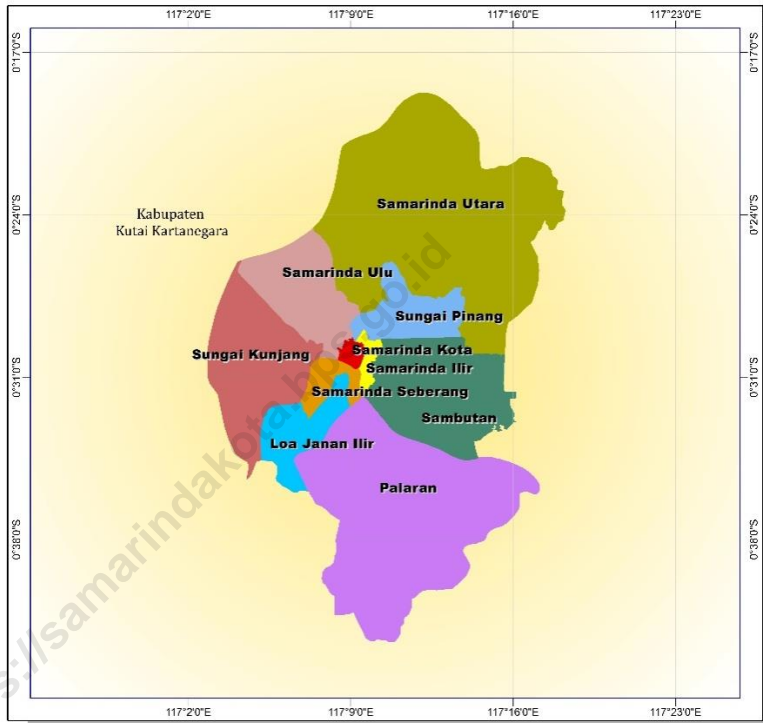 117°2'0"E 117°9'0"E 117°16'0"E 117°23'0"E
0°17'0"S 0°17'0"S
Samarinda Utara
Kabupaten
Kutai Kartanegara
0°24'0"S 0°24'0"S
Samarinda Ulu
Sungai Pinang
Samarinda Kota
Sungai Kunjang
Samarinda Ilir
0°31'0"S 0°31'0"S
Samarinda Seberang
Sambutan
Loa Janan Ilir
Palaran
0°38'0"S 0°38'0"S
117°2'0"E 117°9'0"E 117°16'0"E 117°23'0"E
s://samarindakota.bps.go.id